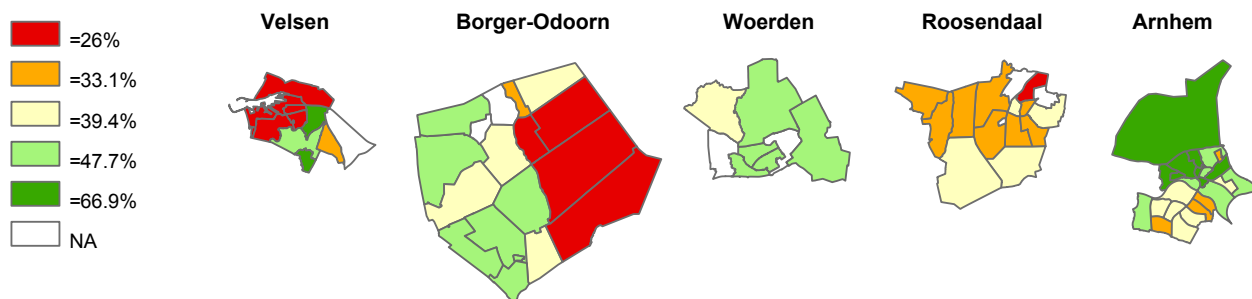 Velsen
Borger-Odoorn
Woerden
Roosendaal
Arnhem
=26%
=33.1%
=39.4%
=47.7%
=66.9%
NA